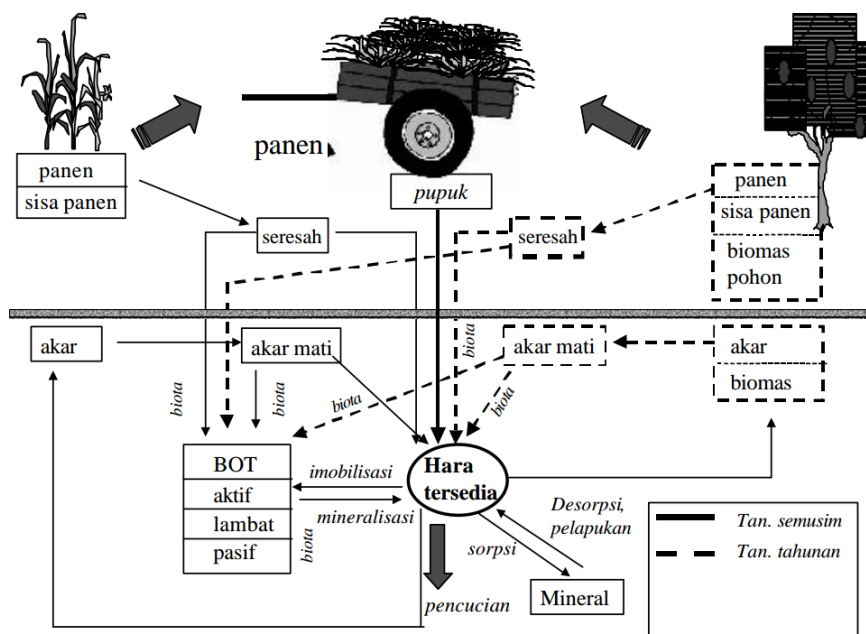 panen
panen
sisa panen
pupuk
panen
sisa panen
biomas
pohon
seresah
seresah
akar
akar mati
biota
akar mati
akar
biomas
biota
biota
biota
biota
BOT
aktif
lambat
pasif
biota
imobilisasi
mineralisasi
Hara
tersedia
Desorpsi,
pelapukan
sorpsi
pencucian
Mineral
Tan. semusim
Tan. tahunan